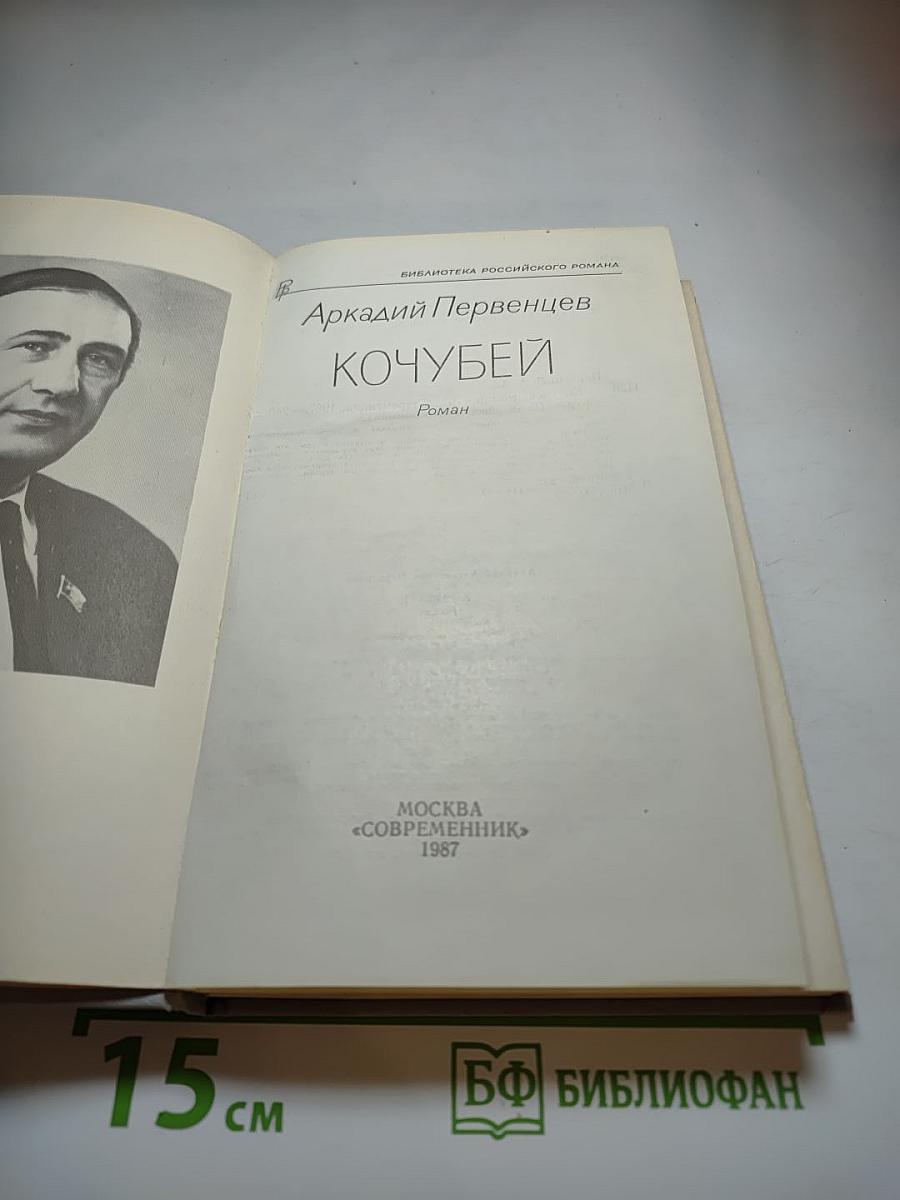 БИБЛИОТЕКА РОССИЙСКОГО РОМАНА
Аркадий Первенцев
КОЧУБЕЙ
Роман
МОСКВА
«СОВРЕМЕННИК»
1987
15 см
БФ БИБЛИОФАН